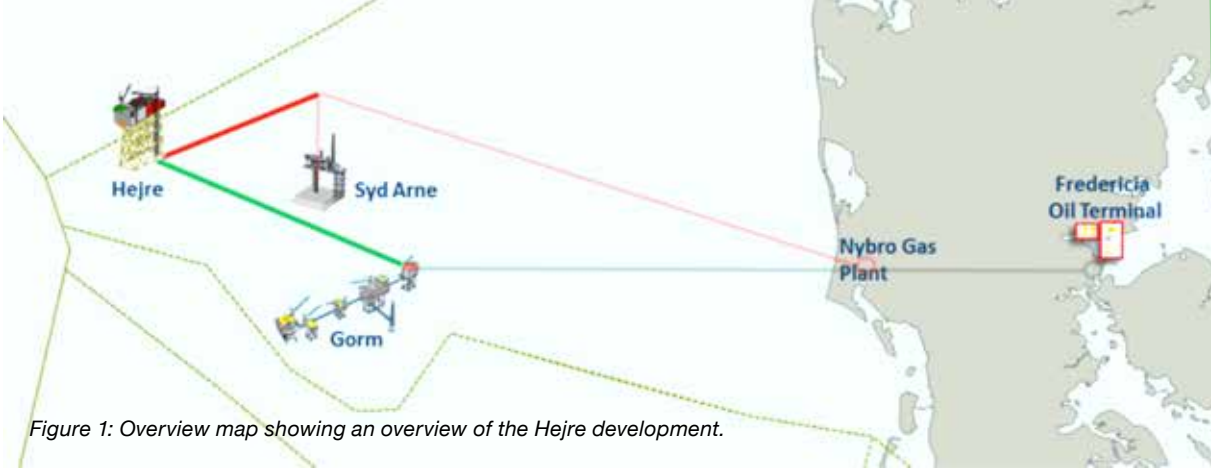 Hejre
Syd Arne
Fredericia
Oil Terminal
Nybro Gas
Plant
Gorm
Figure 1: Overview map showing an overview of the Hejre development.